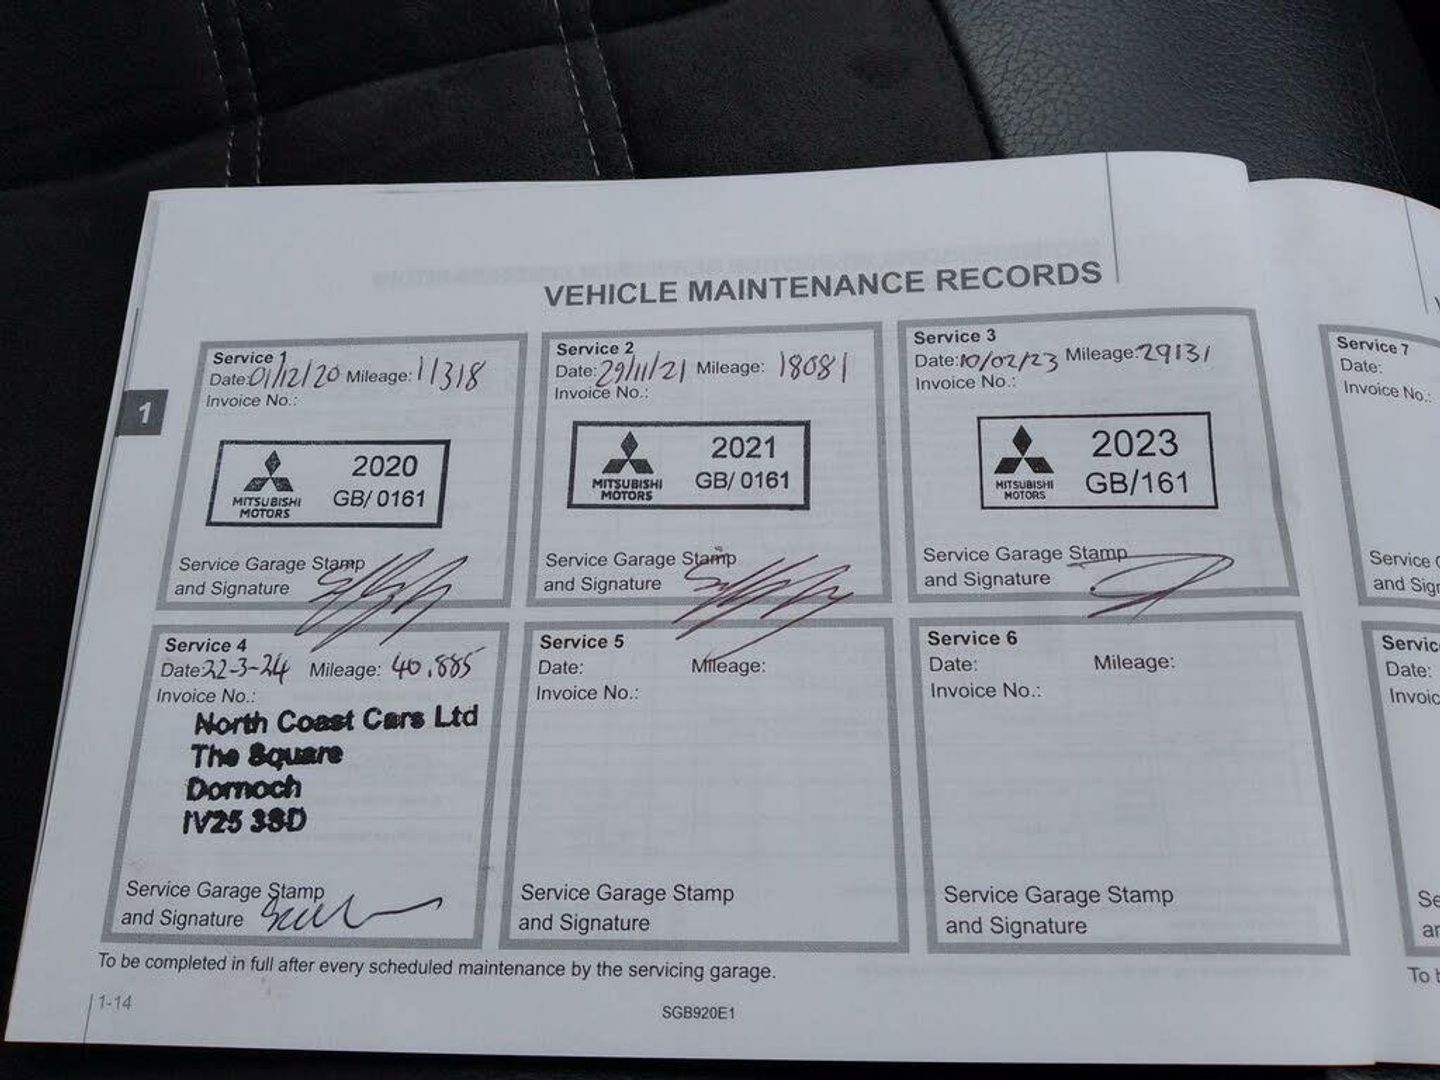 VEHICLE MAINTENANCE RECORDS
1
Service 1
Date: 01/12/20 Mileage: 11318
Invoice No.:
MITSUBISHI
MOTORS
2020
GB/ 0161
Service Garage Stamp
and Signature
Service 2
Date: 29/11/21 Mileage: 18081
Invoice No.:
MITSUBISHI
MOTORS
2021
GB/ 0161
Service Garage Stamp
and Signature
Service 3
Date: 10/02/23 Mileage: 29131
Invoice No.:
MITSUBISHI
MOTORS
2023
GB/161
Service Garage Stamp
and Signature
Service 4
Date: 22-3-24 Mileage: 40.885
Invoice No.:
North Coast Cars Ltd
The Square
Dornoch
IV25 3SD
Service Garage Stamp
and Signature
Service 5
Date: Mileage:
Invoice No.:
Service Garage Stamp
and Signature
Service 6
Date: Mileage:
Invoice No.:
Service Garage Stamp
and Signature
To be completed in full after every scheduled maintenance by the servicing garage.
1-14
SGB920E1
Service 7
Date:
Invoice No.:
Service
and
Date:
To